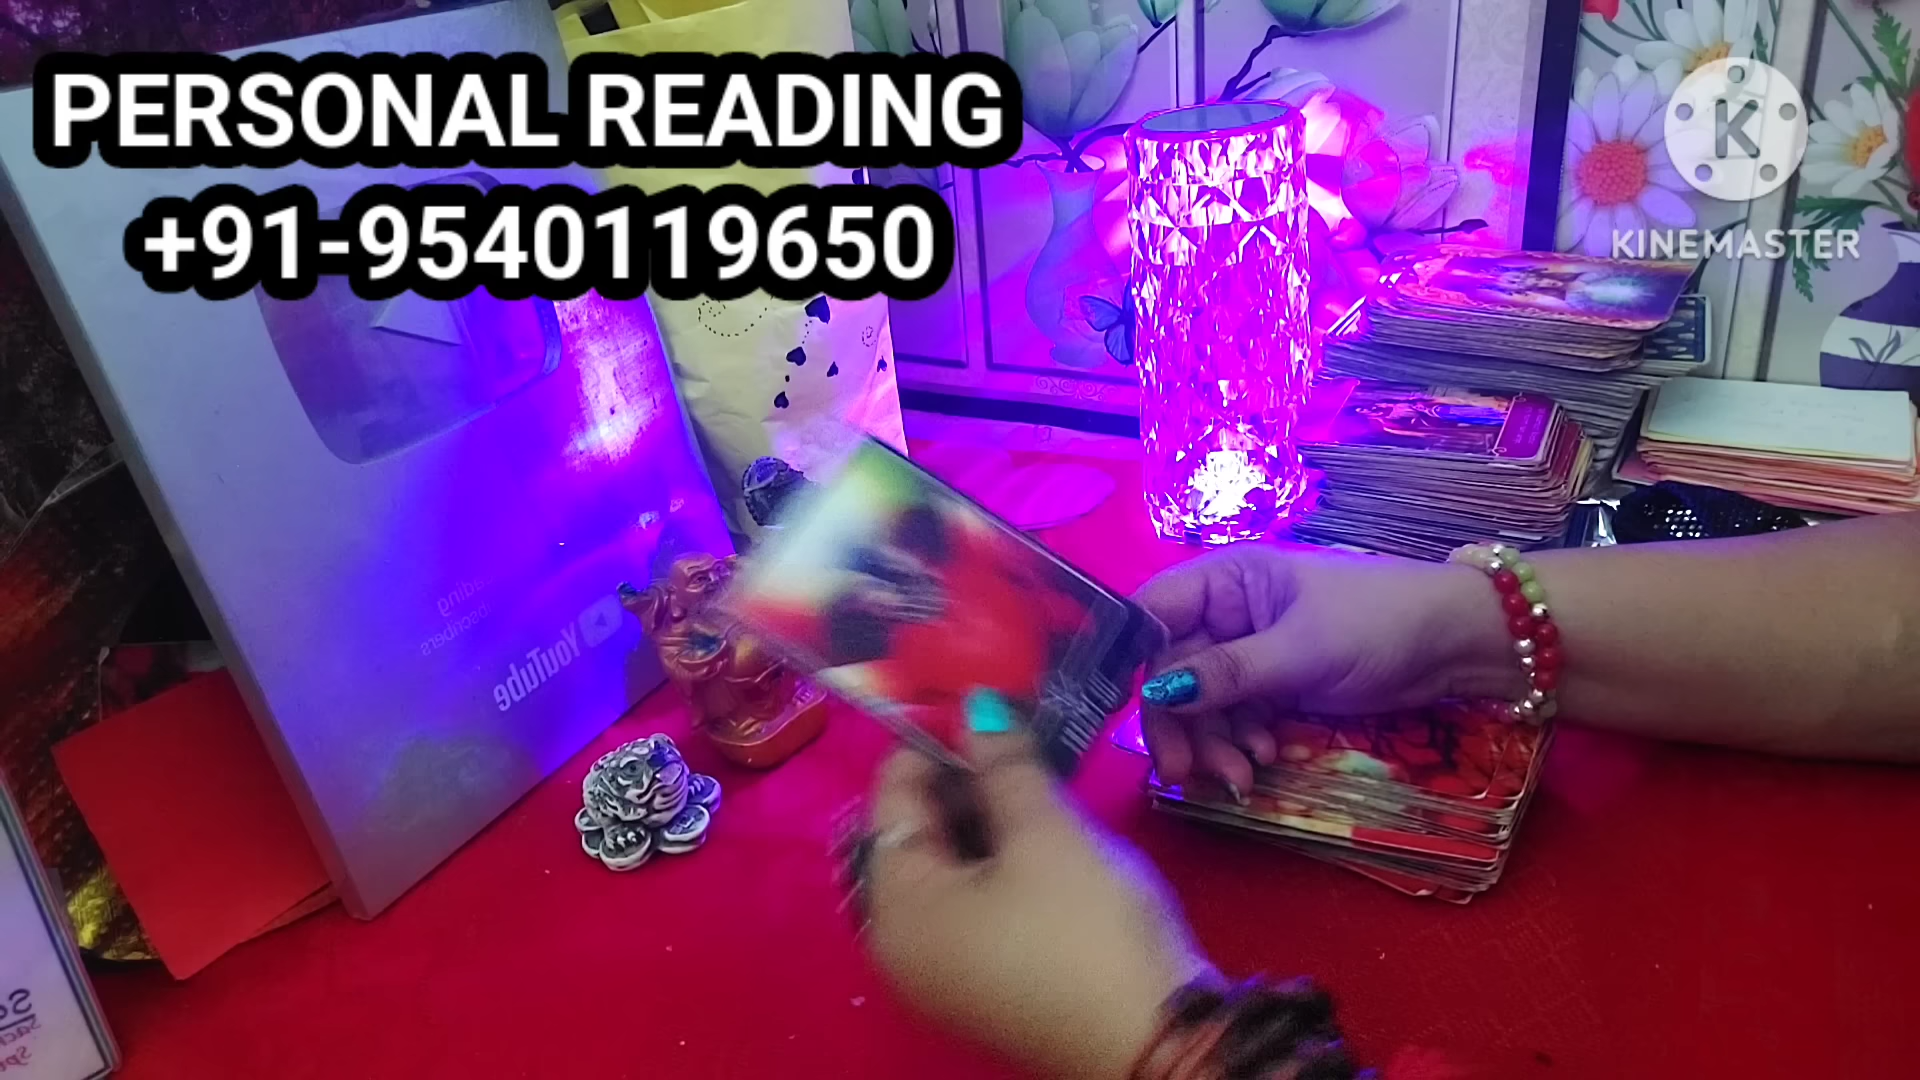 PERSONAL READING
+91-9540119650
K
KINEMASTER
YouTube